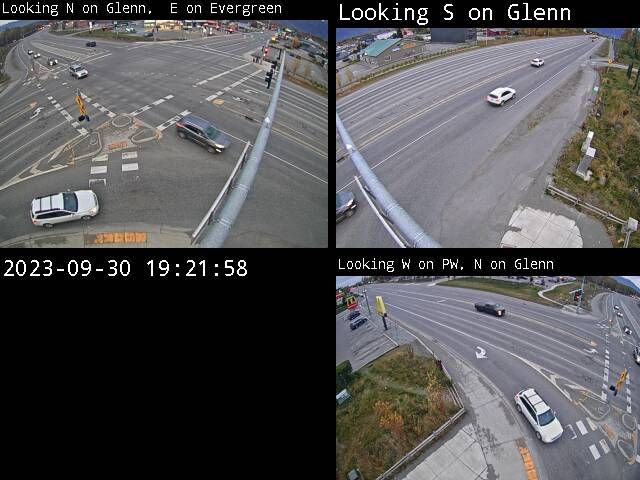 Looking N on Glenn,  E on Evergreen
Looking S on Glenn
2023-09-30 19:21:58
Looking W on PW, N on Glenn